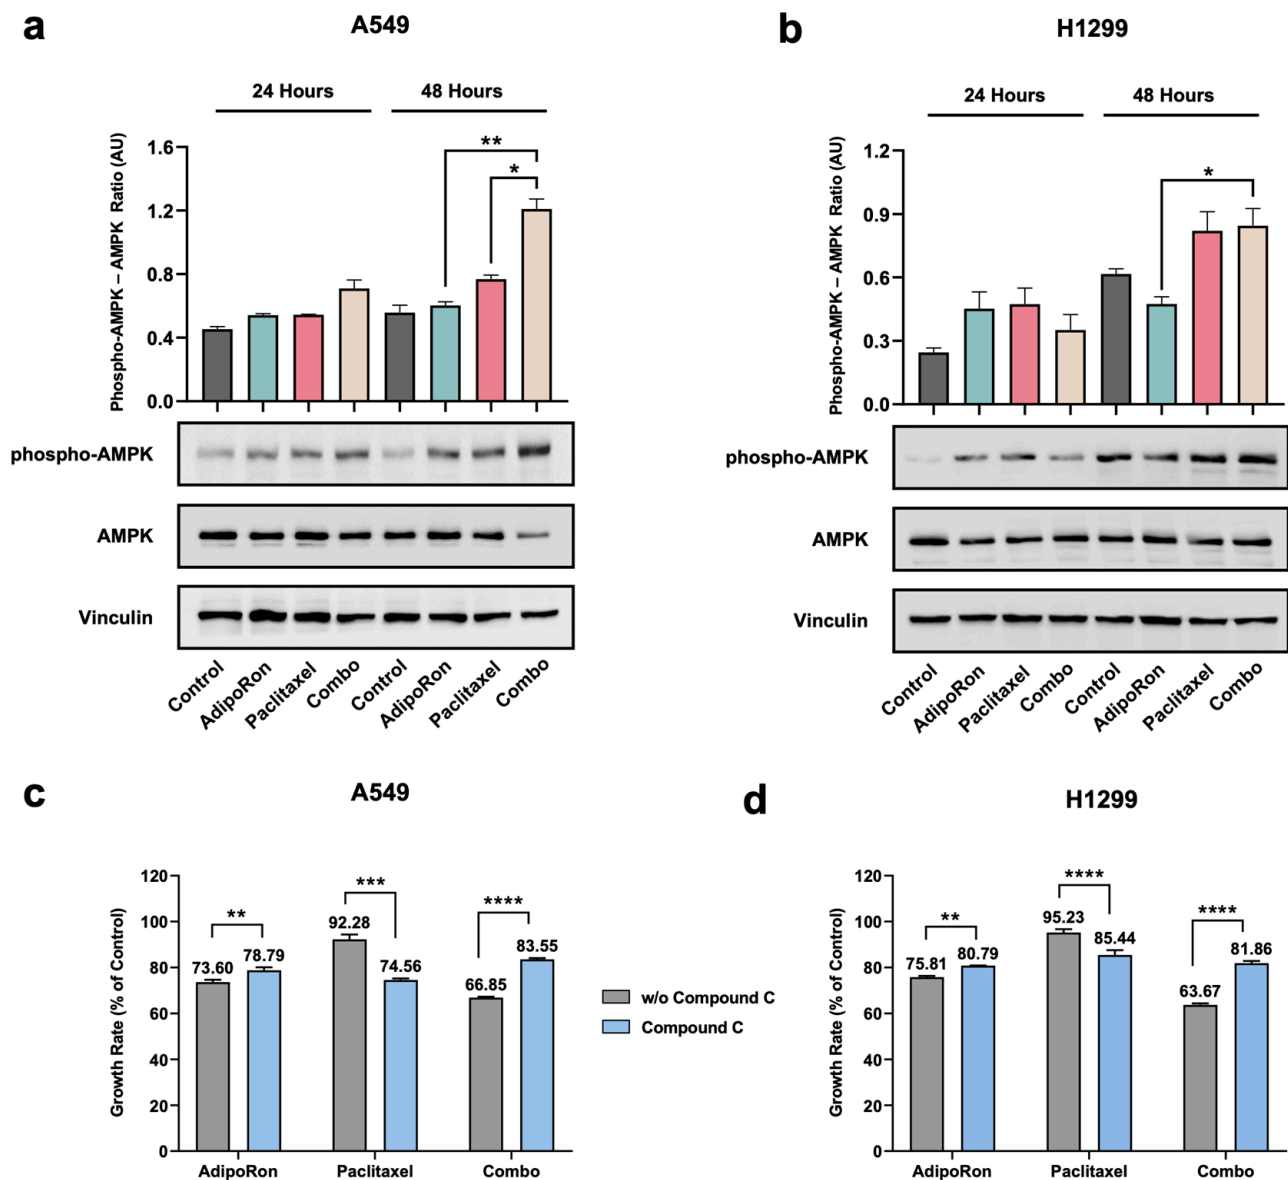 a
A549
24 Hours 48 Hours
Phospho-AMPK – AMPK Ratio (AU)
1.6
1.2
0.8
0.4
0.0
**
*
phospho-AMPK
AMPK
Vinculin
Control AdipoRon Paclitaxel Combo Control AdipoRon Paclitaxel Combo
b
H1299
24 Hours 48 Hours
Phospho-AMPK – AMPK Ratio (AU)
1.2
0.9
0.6
0.3
0.0
*
phospho-AMPK
AMPK
Vinculin
Control AdipoRon Paclitaxel Combo Control AdipoRon Paclitaxel Combo
c
A549
Growth Rate (% of Control)
120
100
80
60
40
20
0
** *** ****
73.60 78.79 92.28 74.56 66.85 83.55
AdipoRon Paclitaxel Combo
w/o Compound C
Compound C
d
H1299
Growth Rate (% of Control)
120
100
80
60
40
20
0
** **** ****
75.81 80.79 95.23 85.44 63.67 81.86
AdipoRon Paclitaxel Combo